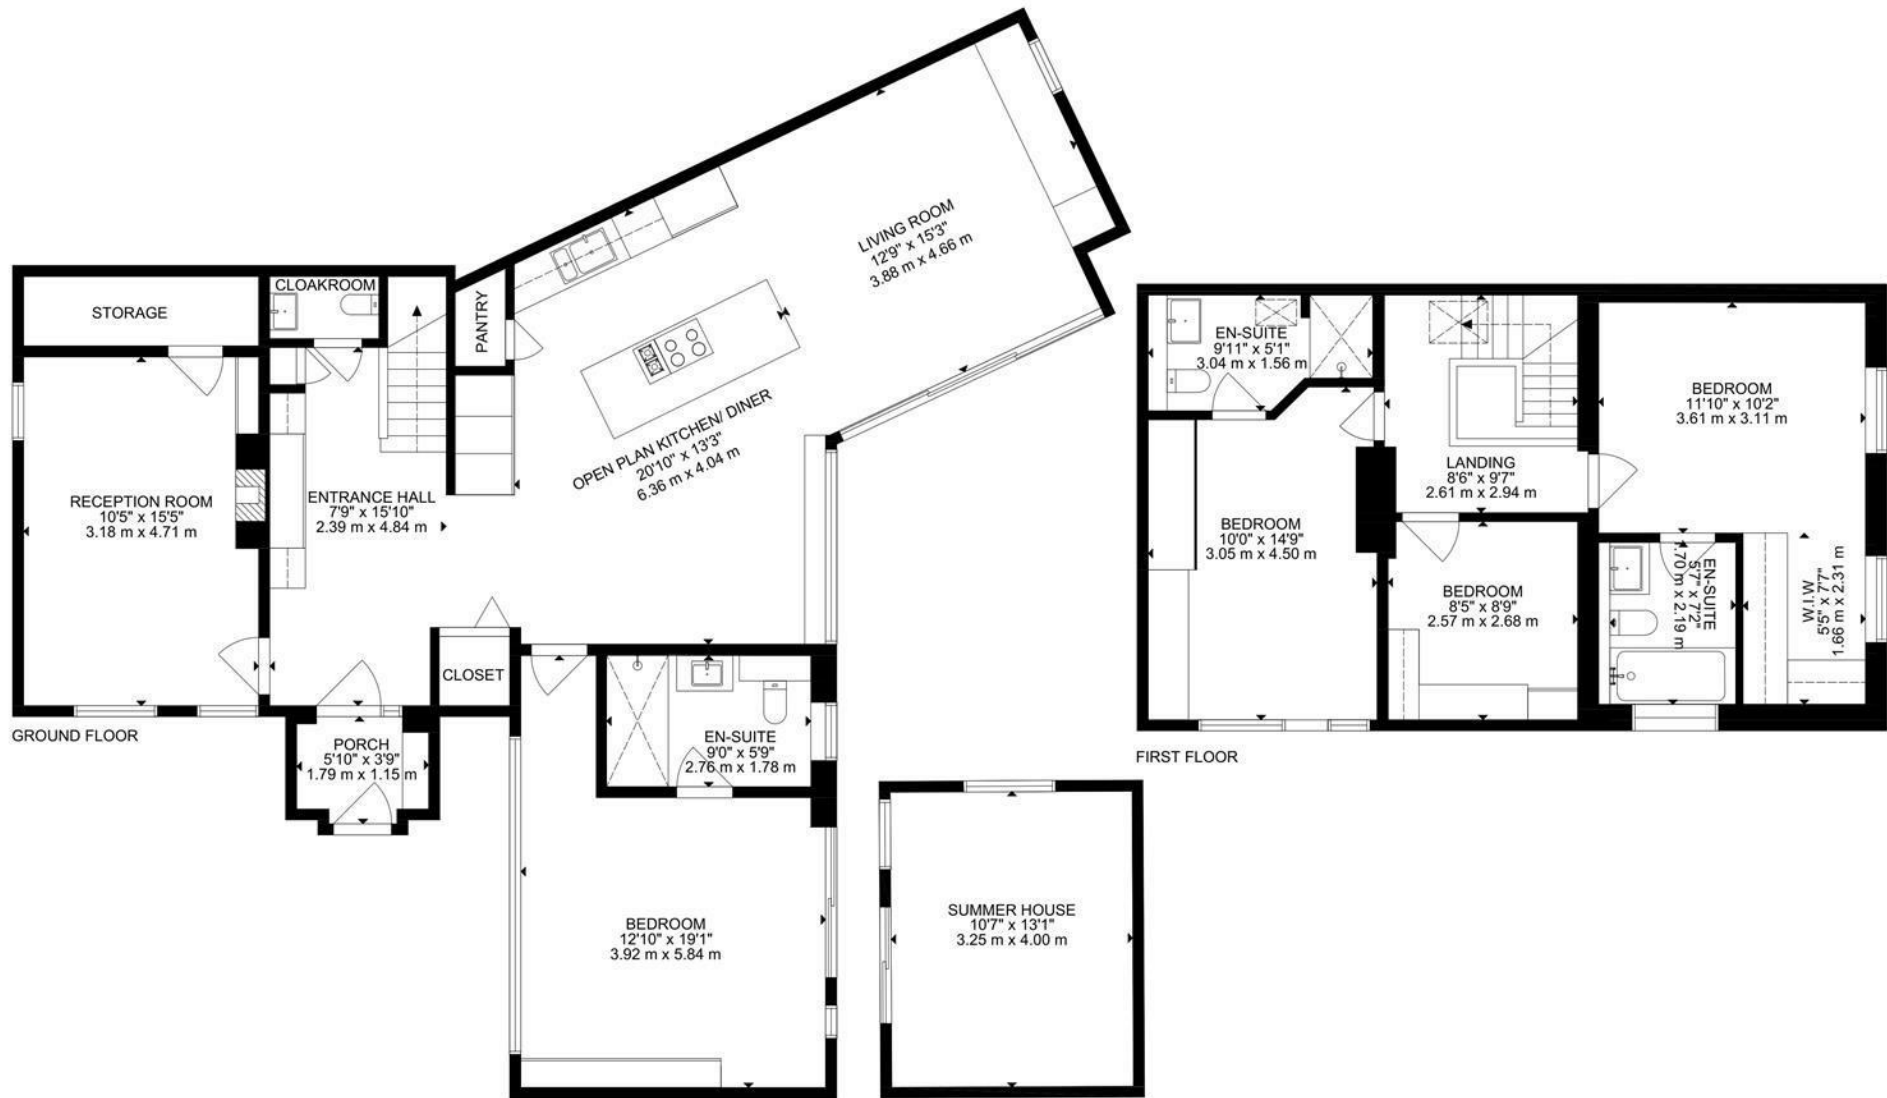 STORAGE
CLOAKROOM
PANTRY
RECEPTION ROOM
10'5" x 15'5"
3.18 m x 4.71 m
ENTRANCE HALL
7'9" x 15'10"
2.39 m x 4.84 m
OPEN PLAN KITCHEN/ DINER
20'10" x 13'3"
6.36 m x 4.04 m
LIVING ROOM
12'9" x 15'3"
3.88 m x 4.66 m
CLOSET
GROUND FLOOR
PORCH
5'10" x 3'9"
1.79 m x 1.15 m
EN-SUITE
9'0" x 5'9"
2.76 m x 1.78 m
BEDROOM
12'10" x 19'1"
3.92 m x 5.84 m
SUMMER HOUSE
10'7" x 13'1"
3.25 m x 4.00 m
EN-SUITE
9'11" x 5'1"
3.04 m x 1.56 m
LANDING
8'6" x 9'7"
2.61 m x 2.94 m
BEDROOM
11'10" x 10'2"
3.61 m x 3.11 m
BEDROOM
10'0" x 14'9"
3.05 m x 4.50 m
BEDROOM
8'5" x 8'9"
2.57 m x 2.68 m
EN-SUITE
5'7" x 7'2"
1.70 m x 2.19 m
W.I.W
5'5" x 7'7"
1.66 m x 2.31 m
FIRST FLOOR